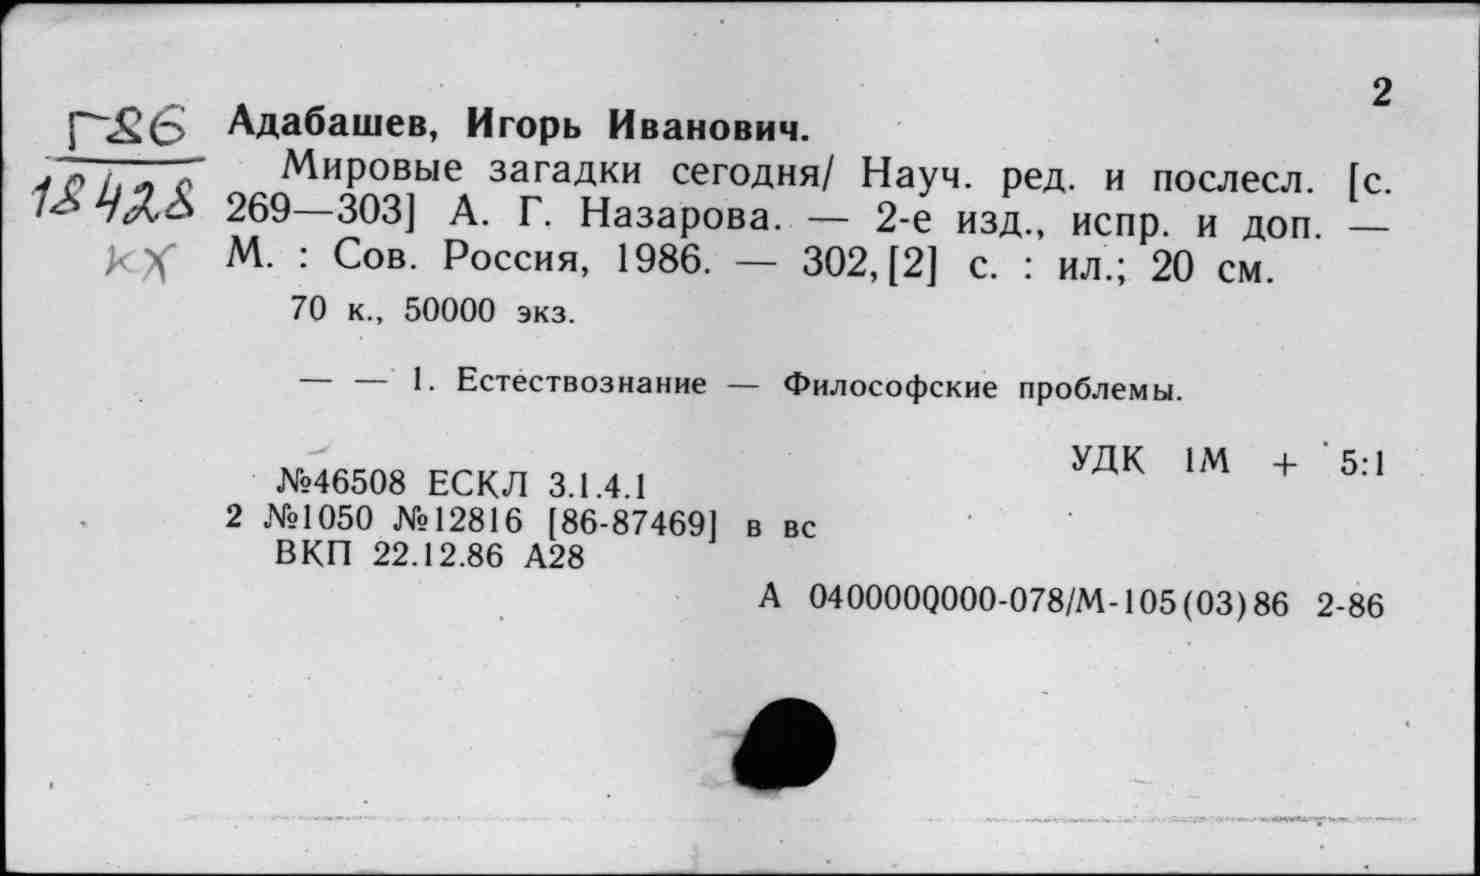 2
Г86 Адабашев, Игорь Иванович.
18428 Мировые загадки сегодня/ Науч. ред. и послесл. [с.
269—303] А. Г. Назарова. — 2-е изд., испр. и доп. —
кх М. : Сов. Россия, 1986. — 302,[2] с. : ил.; 20 см.
70 к., 50000 экз.
— — 1. Естествознание — Философские проблемы.
УДК 1М + 5:1
№46508 ЕСКЛ 3.1.4.1
2 №1050 №12816 [86-87469] в вс
ВКП 22.12.86 А28
А 040000Q000-078/М-105(03)86 2-86